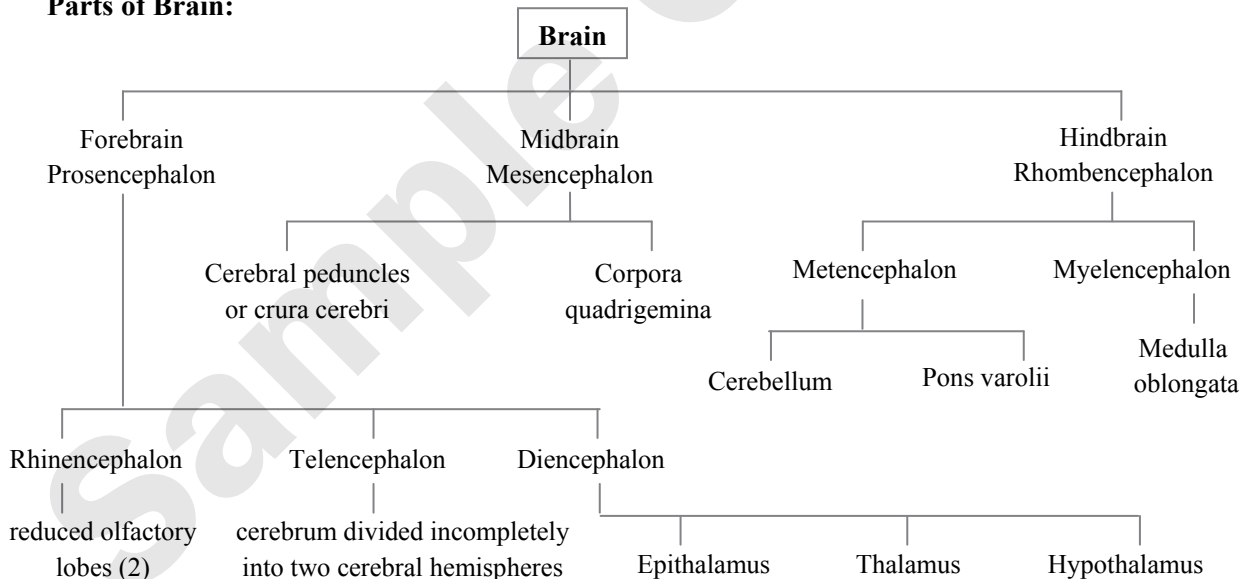 Parts of Brain:
Brain
Forebrain
Prosencephalon
Midbrain
Mesencephalon
Hindbrain
Rhombencephalon
Cerebral peduncles
or crura cerebri
Corpora
quadrigemina
Metencephalon
Myelencephalon
Cerebellum
Pons varolii
Medulla
oblongata
Rhinencephalon
Telencephalon
Diencephalon
reduced olfactory
lobes (2)
cerebrum divided incompletely
into two cerebral hemispheres
Epithalamus
Thalamus
Hypothalamus
Sample